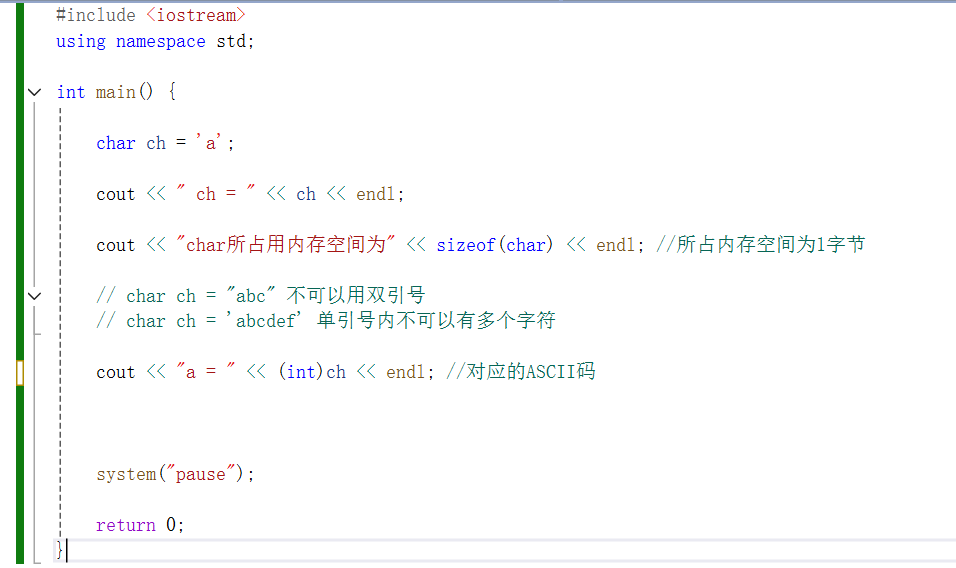 #include <iostream>
using namespace std;
int main() {
char ch = 'a';
cout << " ch = " << ch << endl;
cout << "char所占用内存空间为" << sizeof(char) << endl; //所占内存空间为1字节
// char ch = "abc" 不可以用双引号
// char ch = 'abcdef' 单引号内不可以有多个字符
cout << "a = " << (int)ch << endl; //对应的ASCII码
system("pause");
return 0;
}